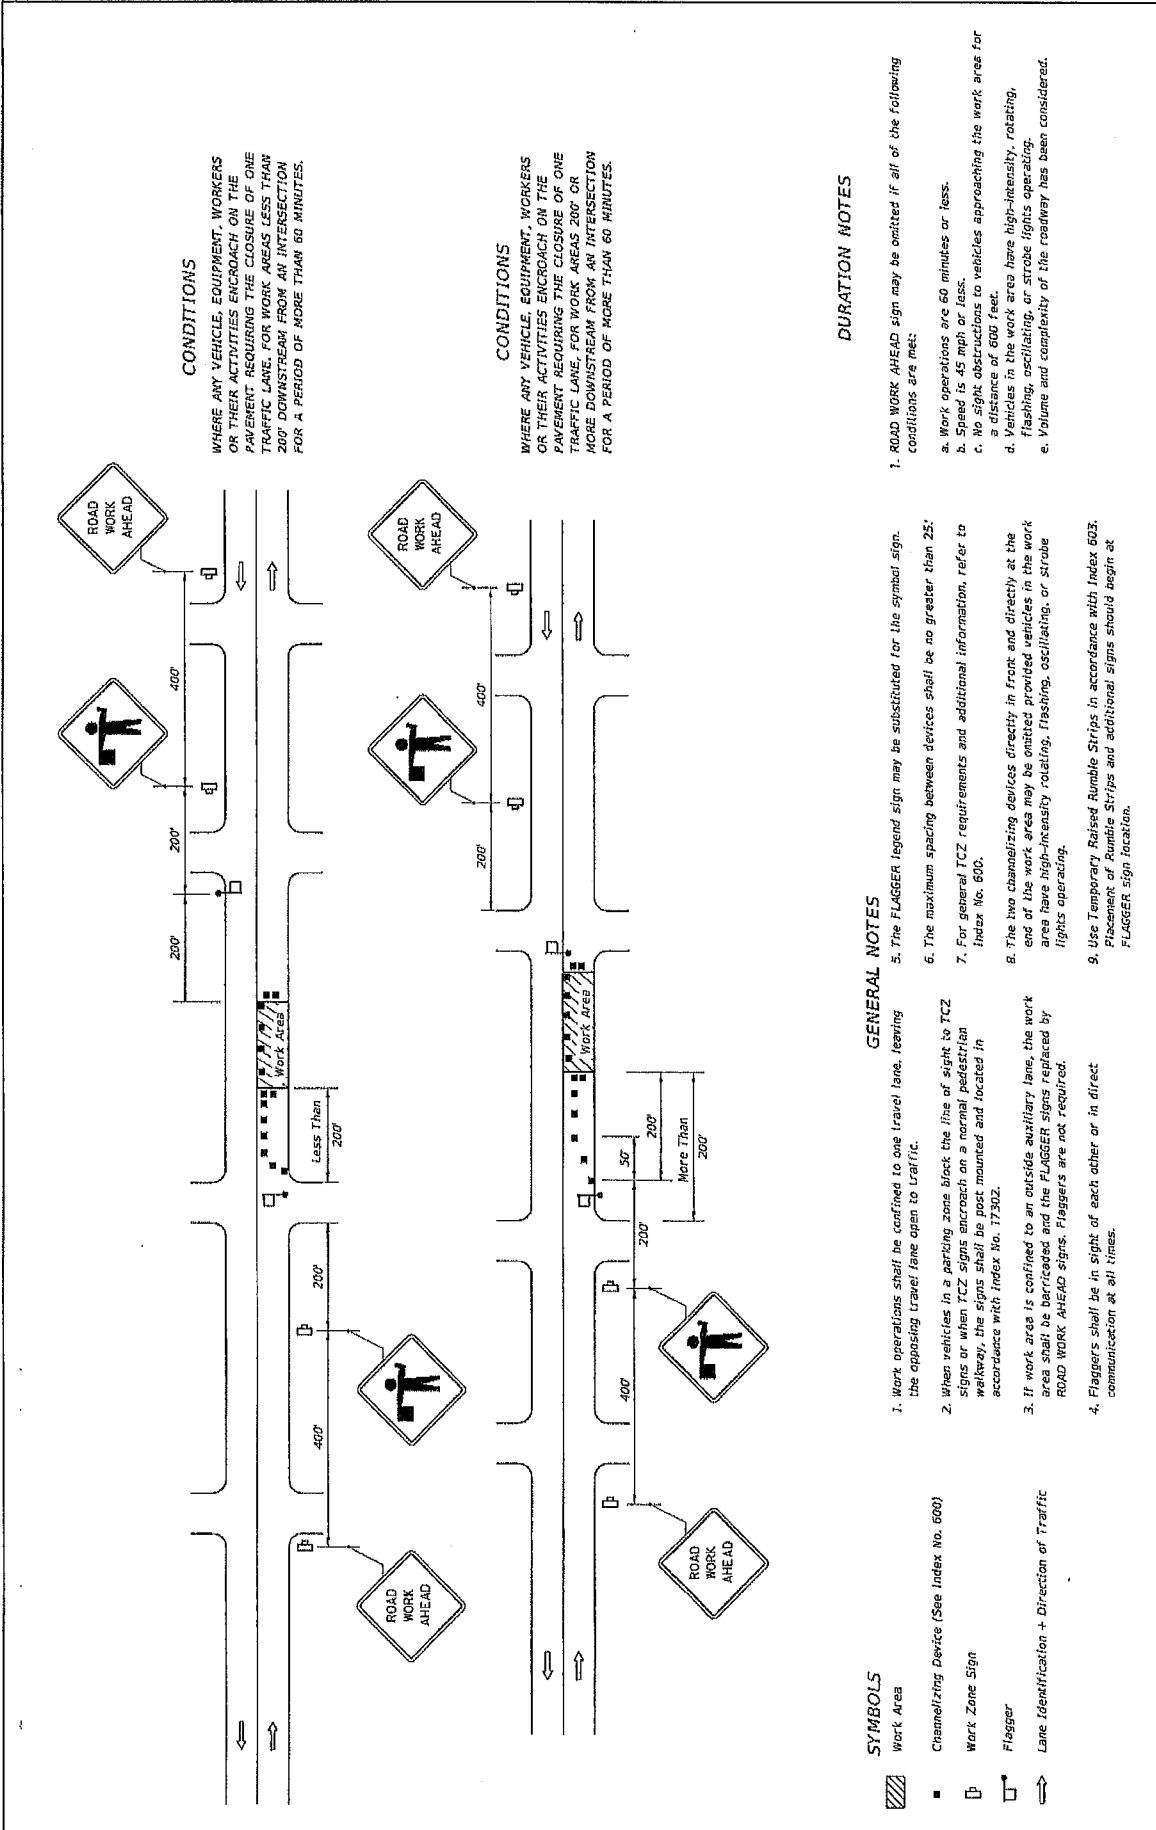 ROAD
WORK
AHEAD
400'
200'
200'
Work Area
Less Than
200'
200'
400'
ROAD
WORK
AHEAD
CONDITIONS
WHERE ANY VEHICLE, EQUIPMENT, WORKERS
OR THEIR ACTIVITIES ENCROACH ON THE
PAVEMENT REQUIRING THE CLOSURE OF ONE
TRAFFIC LANE, FOR WORK AREAS LESS THAN
200' DOWNSTREAM FROM AN INTERSECTION
FOR A PERIOD OF MORE THAN 60 MINUTES.
ROAD
WORK
AHEAD
400'
200'
Work Area
200'
50'
More Than
200'
200'
400'
ROAD
WORK
AHEAD
CONDITIONS
WHERE ANY VEHICLE, EQUIPMENT, WORKERS
OR THEIR ACTIVITIES ENCROACH ON THE
PAVEMENT REQUIRING THE CLOSURE OF ONE
TRAFFIC LANE, FOR WORK AREAS 200' OR
MORE DOWNSTREAM FROM AN INTERSECTION
FOR A PERIOD OF MORE THAN 60 MINUTES.
SYMBOLS
Work Area
Channelizing Device (See Index No. 600)
Work Zone Sign
Flagger
Lane Identification + Direction of Traffic
GENERAL NOTES
1. Work operations shall be confined to one travel lane, leaving
the opposing travel lane open to traffic.
2. When vehicles in a parking zone block the line of sight to TCZ
signs or when TCZ signs encroach on a normal pedestrian
walkway, the signs shall be post mounted and located in
accordance with Index No. 17302.
3. If work area is confined to an outside auxiliary lane, the work
area shall be barricaded and the FLAGGER signs replaced by
ROAD WORK AHEAD signs. Flaggers are not required.
4. Flaggers shall be in sight of each other or in direct
communication at all times.
5. The FLAGGER legend sign may be substituted for the symbol sign.
6. The maximum spacing between devices shall be no greater than 25'.
7. For general TCZ requirements and additional information, refer to
Index No. 600.
8. The two channelizing devices directly in front and directly at the
end of the work area may be omitted provided vehicles in the work
area have high-intensity rotating, flashing, oscillating, or strobe
lights operating.
9. Use Temporary Raised Rumble Strips in accordance with Index 603.
Placement of Rumble Strips and additional signs should begin at
FLAGGER sign location.
DURATION NOTES
1. ROAD WORK AHEAD sign may be omitted if all of the following
conditions are met:
a. Work operations are 60 minutes or less.
b. Speed is 45 mph or less.
c. No sight obstructions to vehicles approaching the work area for
a distance of 600 feet.
d. Vehicles in the work area have high-intensity, rotating,
flashing, oscillating, or strobe lights operating.
e. Volume and complexity of the roadway has been considered.